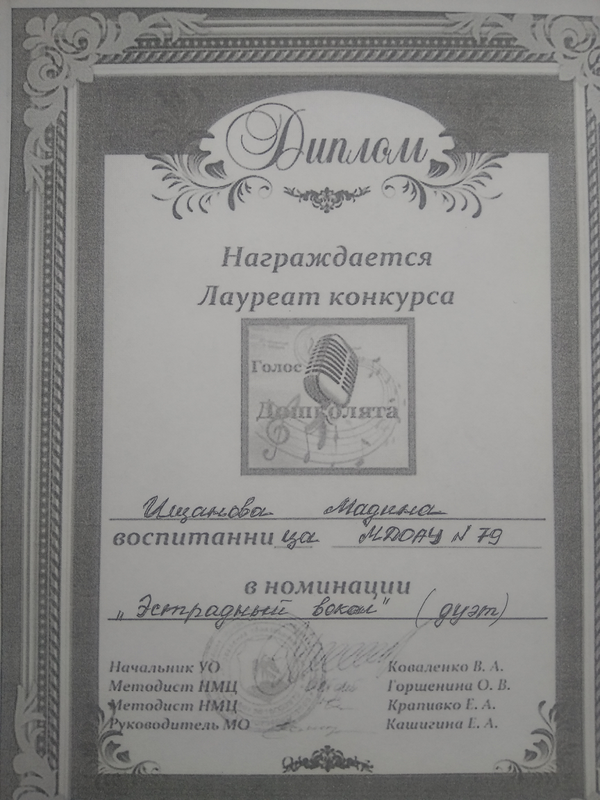 Диплом
Награждается
Лауреат конкурса
Голос
Дошколята
Ищанова Мадина
воспитанница МДОАУ № 79
в номинации
„Эстрадный вокал" (дуэт)
Начальник УО Коваленко В. А.
Методист НМЦ Горшенина О. В.
Методист НМЦ Крапивко Е. А.
Руководитель МО Кашигина Е. А.